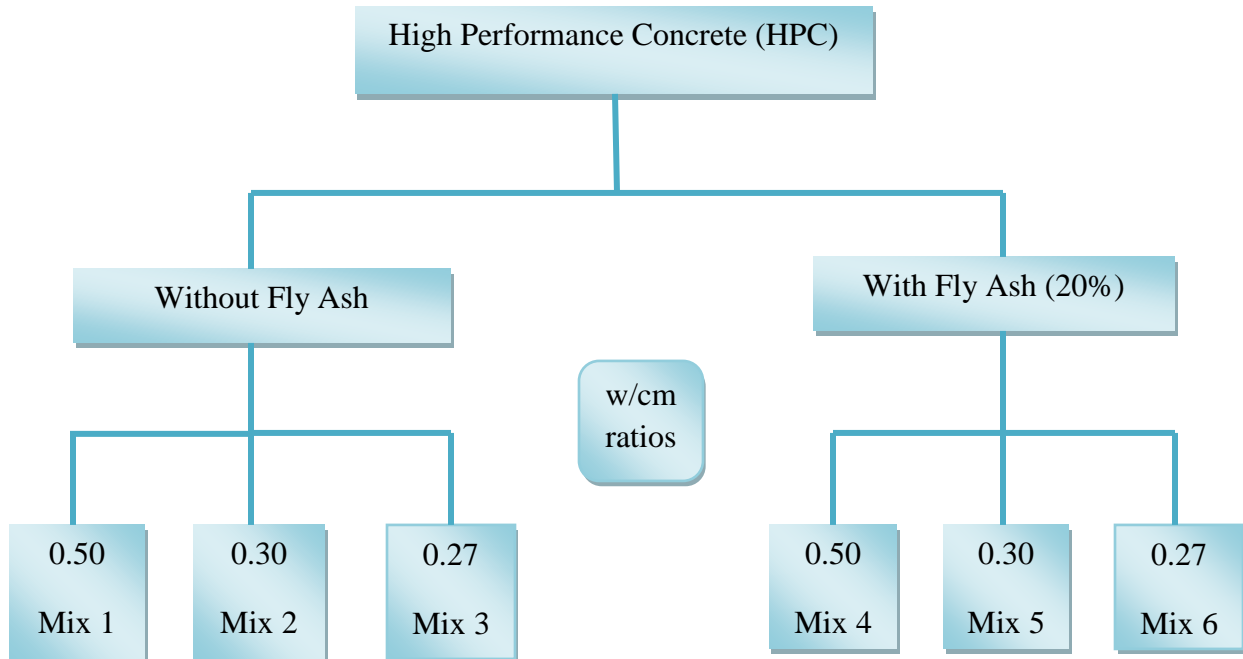 High Performance Concrete (HPC)
Without Fly Ash
With Fly Ash (20%)
w/cm
ratios
0.50
Mix 1
0.30
Mix 2
0.27
Mix 3
0.50
Mix 4
0.30
Mix 5
0.27
Mix 6